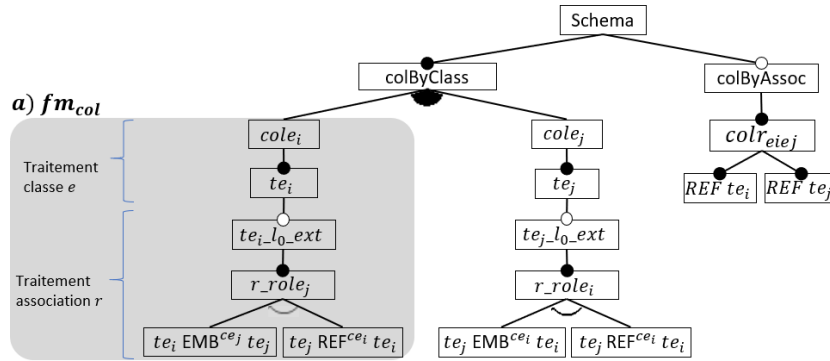 Schema
colByClass
colByAssoc
a) fm_col
cole_i
cole_j
colr_eiej
Traitement
classe e
te_i
te_j
REF te_i
REF te_j
te_i_l_0_ext
te_j_l_0_ext
Traitement
association r
r_role_j
r_role_i
te_i EMB^ce_j te_j
te_j REF^ce_i te_i
te_j EMB^ce_i te_i
te_j REF^ce_i te_i